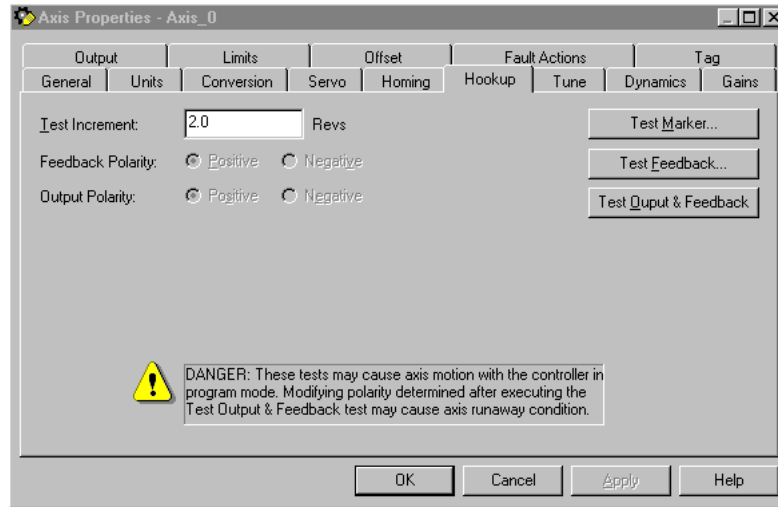 Axis Properties - Axis_0
Output Limits Offset Fault Actions Tag
General Units Conversion Servo Homing Hookup Tune Dynamics Gains
Test Increment: 2.0 Revs Test Marker...
Feedback Polarity: Positive Negative Test Feedback...
Output Polarity: Positive Negative Test Ouput & Feedback
DANGER: These tests may cause axis motion with the controller in
program mode. Modifying polarity determined after executing the
Test Output & Feedback test may cause axis runaway condition.
OK Cancel Apply Help